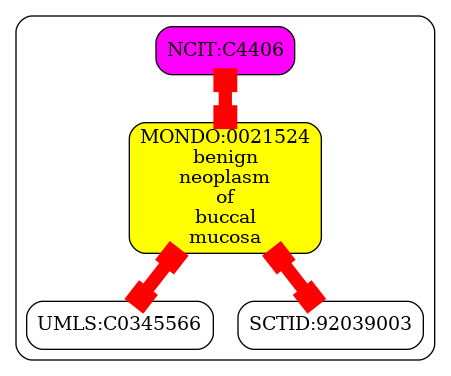 NCIT:C4406
MONDO:0021524
benign
neoplasm
of
buccal
mucosa
UMLS:C0345566
SCTID:92039003